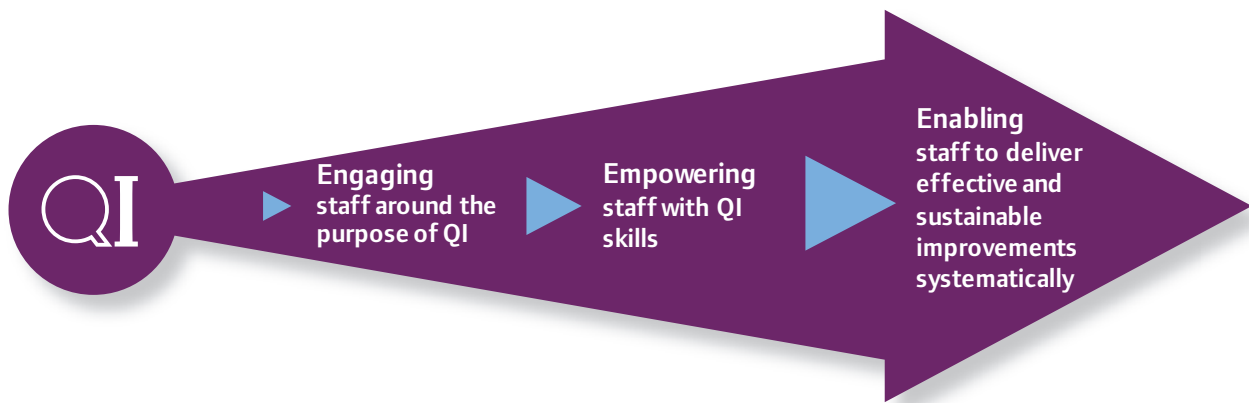 QI
Engaging
staff around the
purpose of QI
Empowering
staff with QI
skills
Enabling
staff to deliver
effective and
sustainable
improvements
systematically